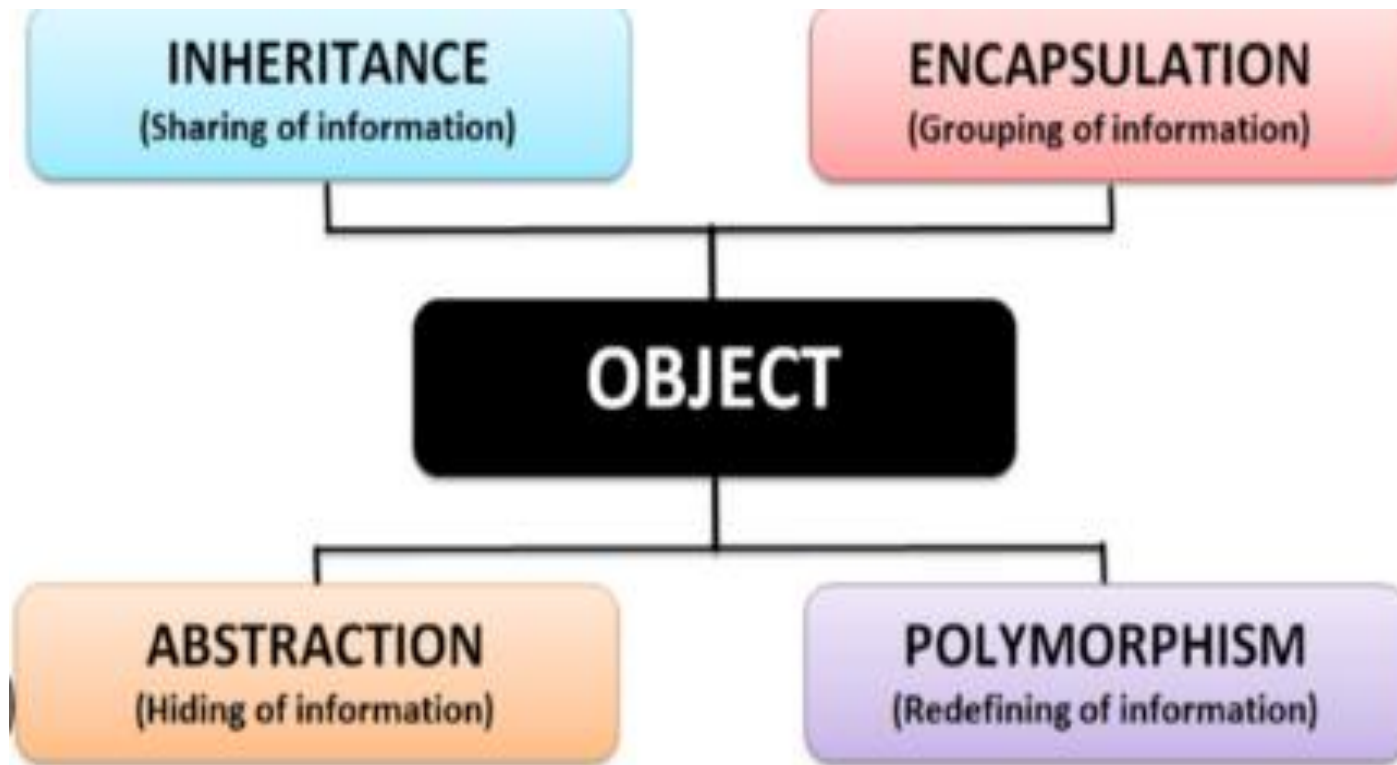 INHERITANCE
(Sharing of information)
ENCAPSULATION
(Grouping of information)
OBJECT
ABSTRACTION
(Hiding of information)
POLYMORPHISM
(Redefining of information)